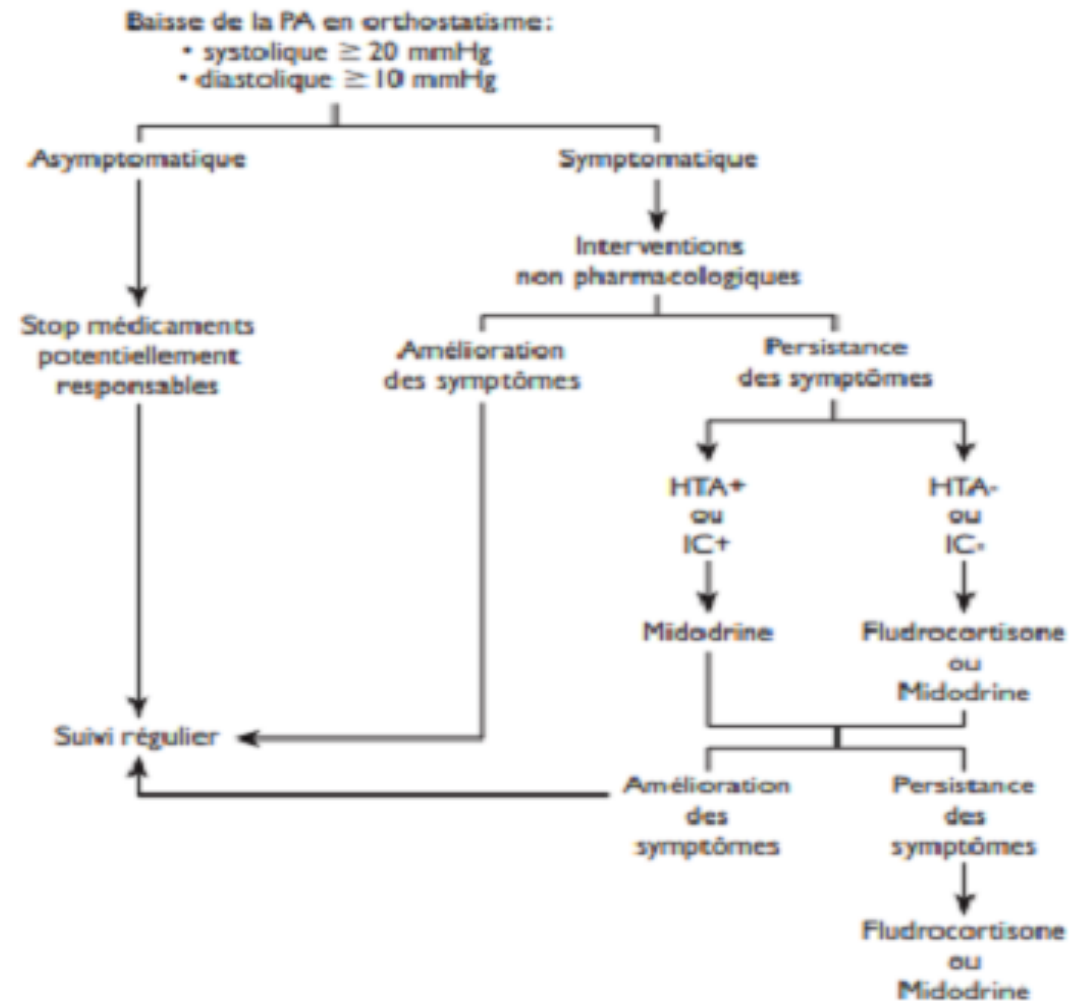 Baisse de la PA en orthostatisme:
• systolique ≥ 20 mmHg
• diastolique ≥ 10 mmHg
Asymptomatique
Symptomatique
Interventions
non pharmacologiques
Stop médicaments
potentiellement
responsables
Amélioration
des symptômes
Persistance
des symptômes
HTA+
ou
IC+
HTA-
ou
IC-
Midodrine
Fludrocortisone
ou
Midodrine
Suivi régulier
Amélioration
des
symptômes
Persistance
des
symptômes
Fludrocortisone
ou
Midodrine